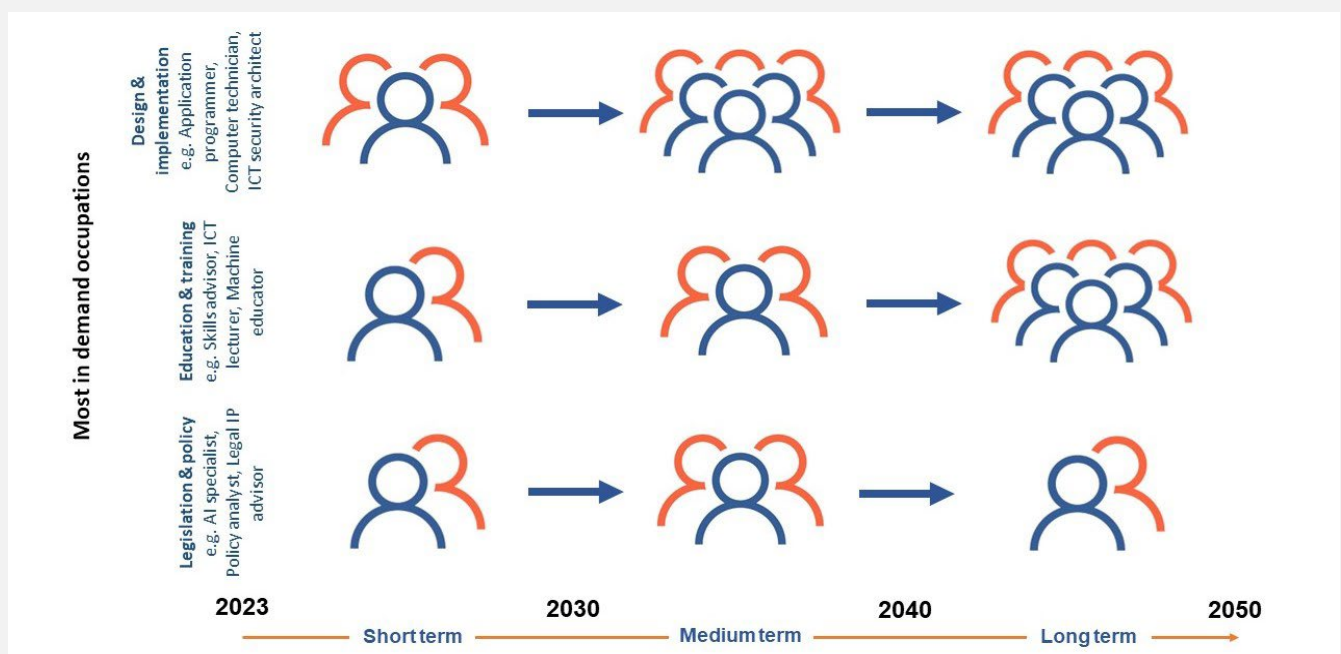 Most in demand occupations
Design &
implementation
e.g. Application
programmer,
Computer technician,
ICT security architect
Education & training
e.g. Skills advisor, ICT
lecturer, Machine
educator
Legislation & policy
e.g. AI specialist,
Policy analyst, Legal IP
advisor
2023
2030
2040
2050
Short term
Medium term
Long term